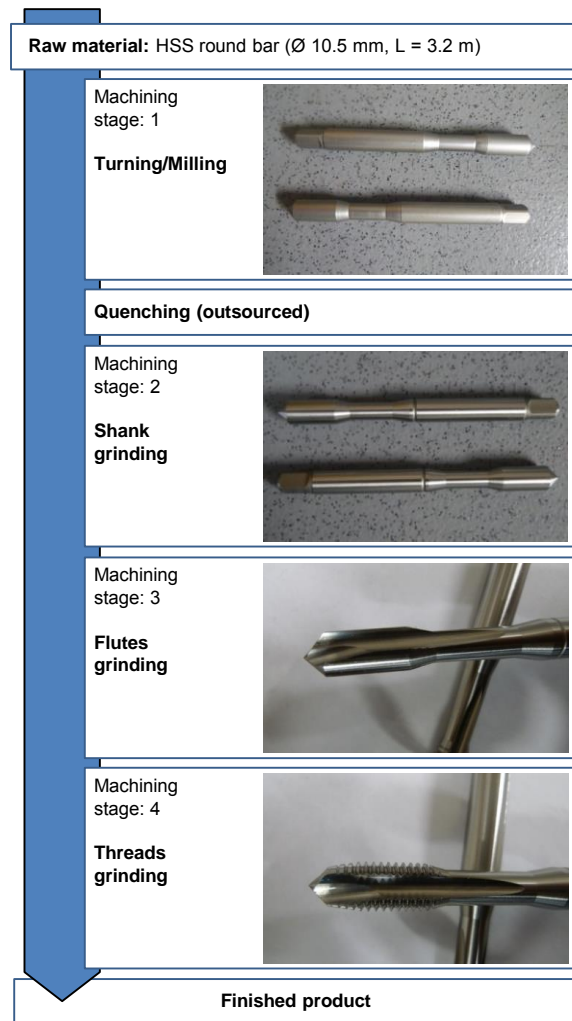 Raw material: HSS round bar (Ø 10.5 mm, L = 3.2 m)
Machining
stage: 1
Turning/Milling
Quenching (outsourced)
Machining
stage: 2
Shank
grinding
Machining
stage: 3
Flutes
grinding
Machining
stage: 4
Threads
grinding
Finished product